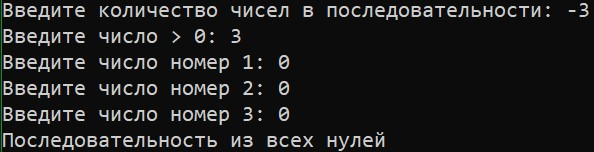 Введите количество чисел в последовательности: -3
Введите число > 0: 3
Введите число номер 1: 0
Введите число номер 2: 0
Введите число номер 3: 0
Последовательность из всех нулей